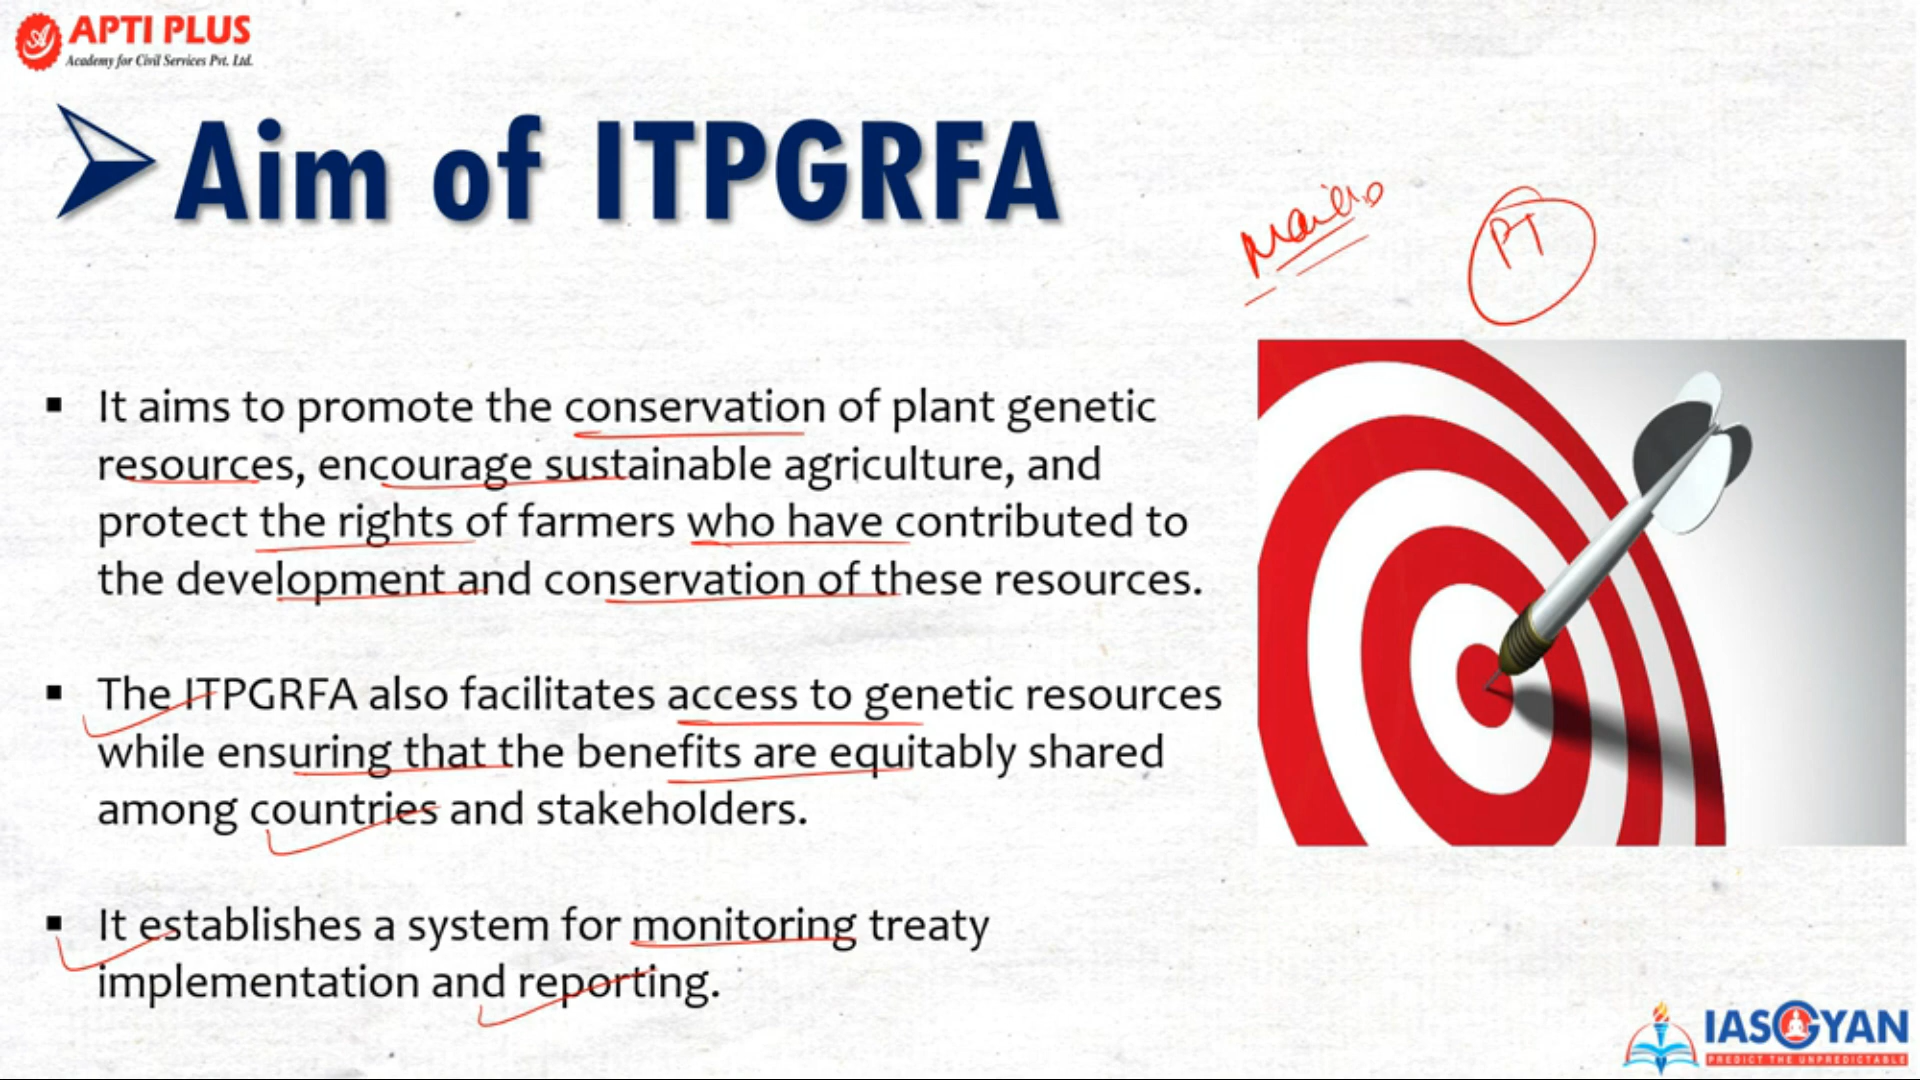 APTI PLUS
Academy for Civil Services Pvt. Ltd.
Aim of ITPGRFA
Mains
PT
▪ It aims to promote the conservation of plant genetic
resources, encourage sustainable agriculture, and
protect the rights of farmers who have contributed to
the development and conservation of these resources.
▪ The ITPGRFA also facilitates access to genetic resources
while ensuring that the benefits are equitably shared
among countries and stakeholders.
▪ It establishes a system for monitoring treaty
implementation and reporting.
IASGYAN
PREDICT THE UNPREDICTABLE